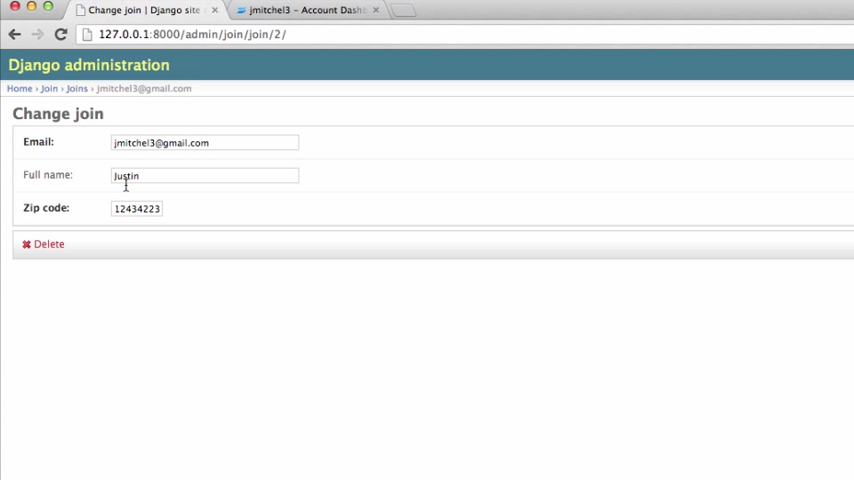 Change join | Django site
jmitchel3 - Account Dashb
127.0.0.1:8000/admin/join/join/2/
Django administration
Home › Join › Joins › jmitchel3@gmail.com
Change join
Email: jmitchel3@gmail.com
Full name: Justin
Zip code: 12434223
Delete